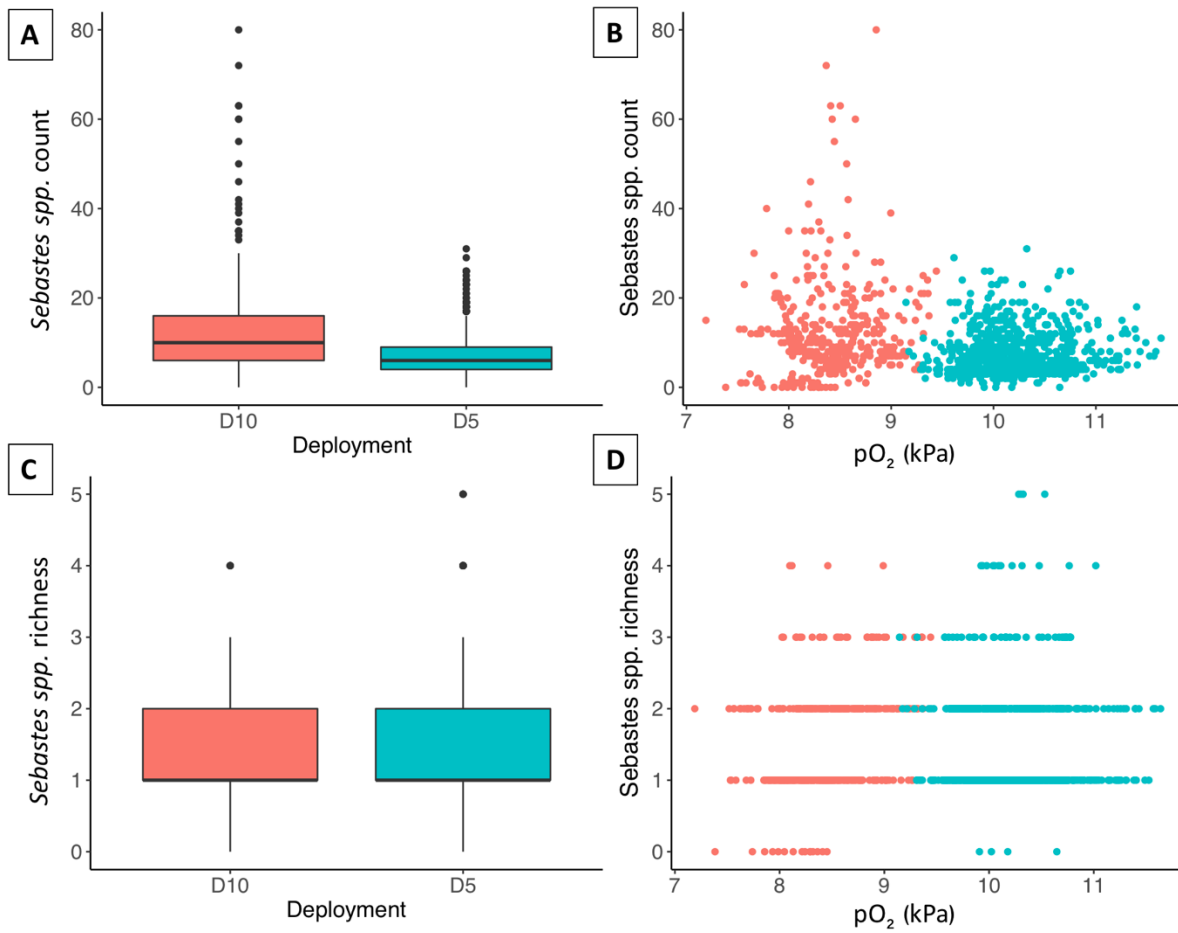 A
Sebastes spp. count
80
60
40
20
0
D10 D5
Deployment
B
Sebastes spp. count
80
60
40
20
0
7 8 9 10 11
pO₂ (kPa)
C
Sebastes spp. richness
5
4
3
2
1
0
D10 D5
Deployment
D
Sebastes spp. richness
5
4
3
2
1
0
7 8 9 10 11
pO₂ (kPa)